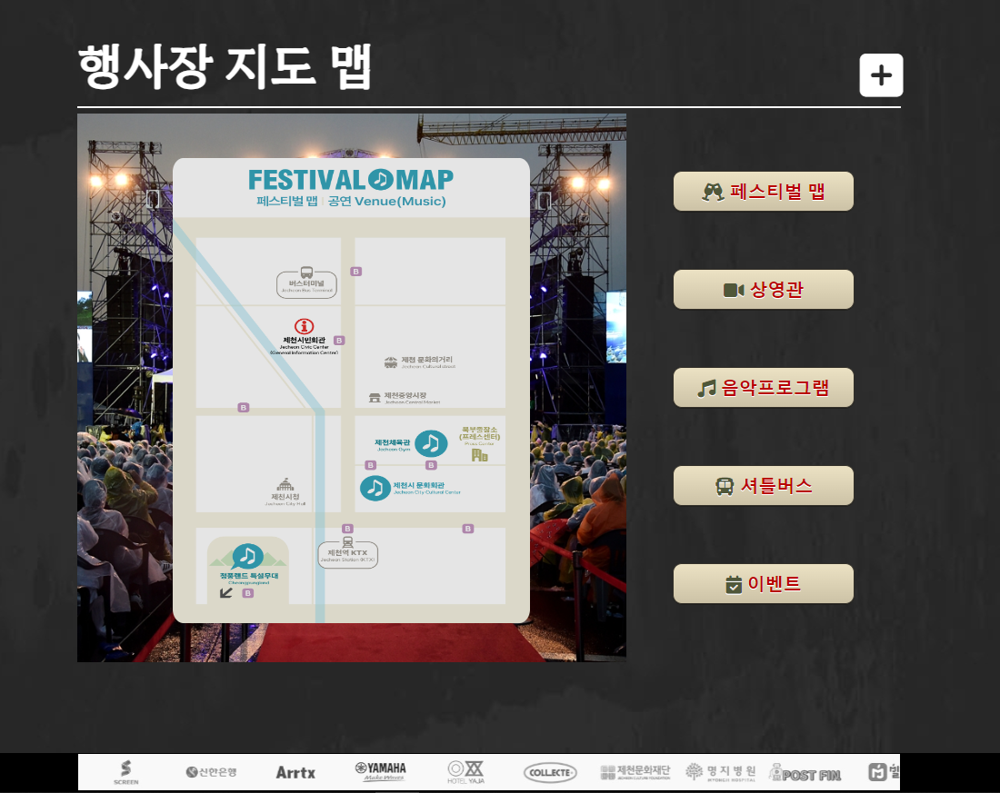 행사장 지도 맵
FESTIVAL MAP
페스티벌 맵 | 공연 Venue(Music)
페스티벌 맵
상영관
음악프로그램
셔틀버스
이벤트
B
버스터미널
Jecheon Bus Terminal
제천시민회관
Jecheon Civic Center
(General Information Center)
B
제천 문화의거리
제천중앙시장
Jecheon Central Market
B
제천체육관
Jecheon Gym
북부출장소
(프레스센터)
Press Center
B
B
제천시 문화회관
Jecheon City Cultural Center
제천시청
Jecheon City Hall
B
B
제천역 KTX
Jecheon Station (KTX)
청풍랜드 특설무대
Cheongpungland
B
SCREEN
신한은행
Arrtx
YAMAHA
Make Waves
HOTEL YAJA
COLL.ECTE
제천문화재단
JECHEON CULTURE FOUNDATION
명지병원
MYONGJI HOSPITAL
POST FIN